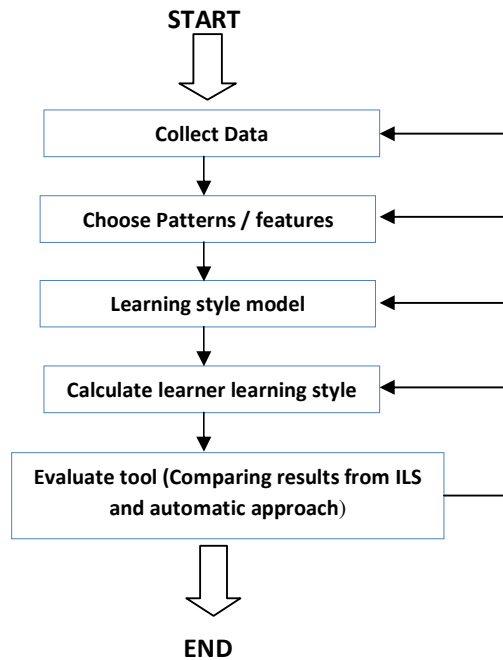 START
Collect Data
Choose Patterns / features
Learning style model
Calculate learner learning style
Evaluate tool (Comparing results from ILS
and automatic approach)
END